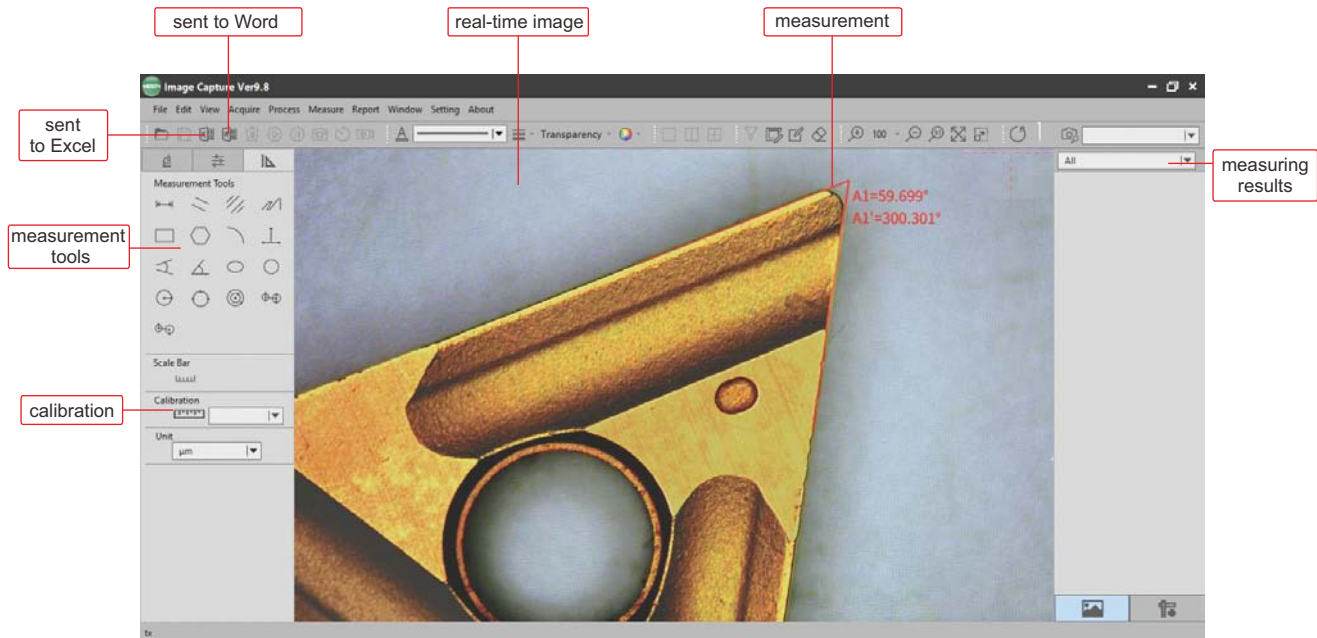 sent to Word
real-time image
measurement
Image Capture Ver9.8
File Edit View Acquire Process Measure Report Window Setting About
sent
to Excel
Transparency
100
All
measuring
results
Measurement Tools
A1=59.699°
A1'=300.301°
measurement
tools
Scale Bar
calibration
Calibration
Unit
µm
tx